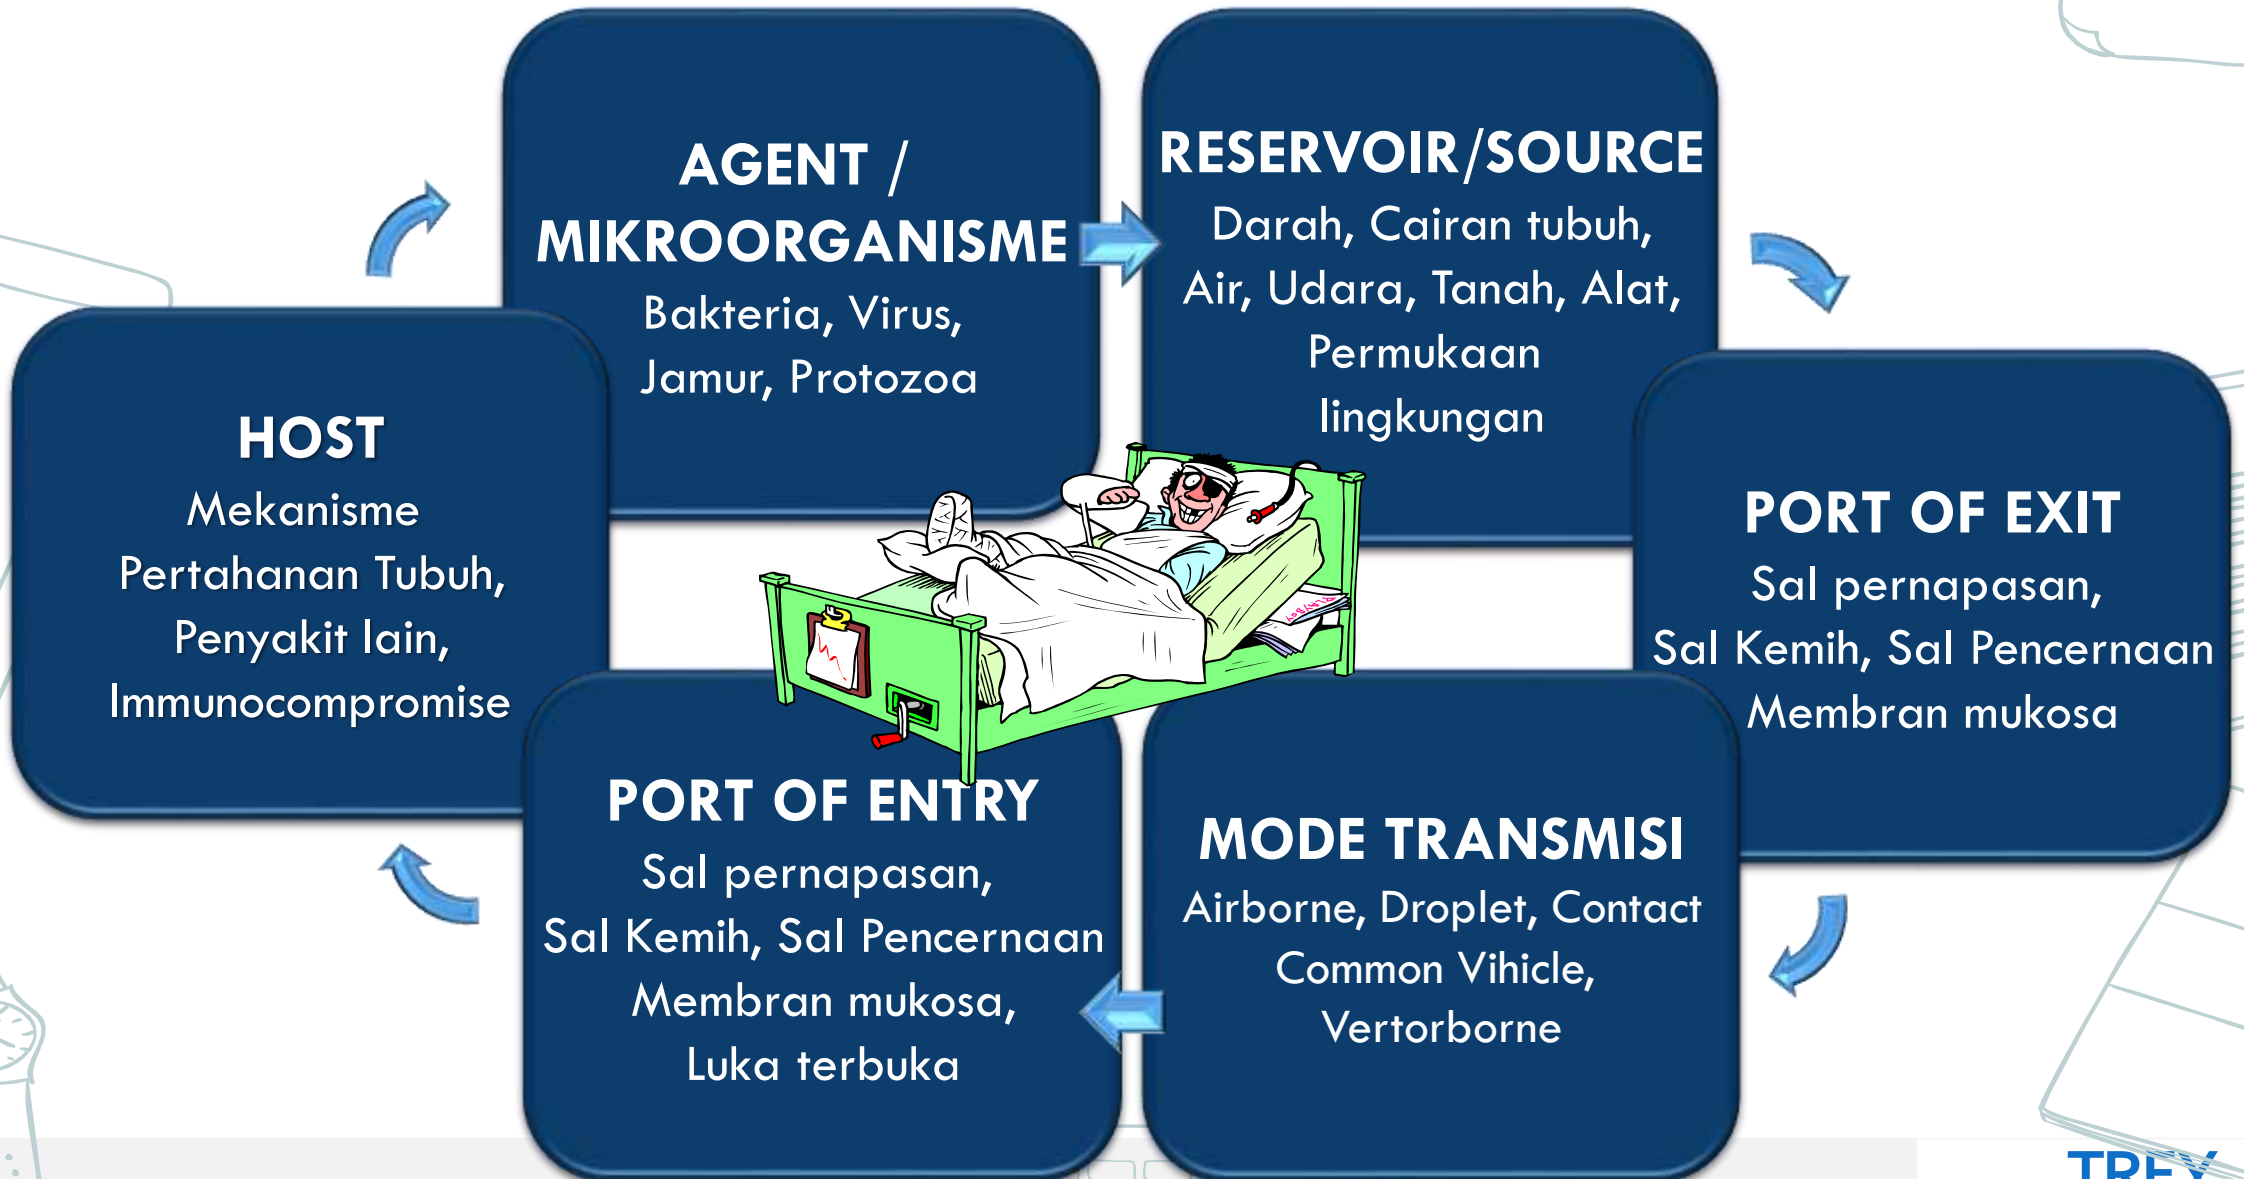 AGENT /
MIKROORGANISME
Bakteria, Virus,
Jamur, Protozoa
RESERVOIR/SOURCE
Darah, Cairan tubuh,
Air, Udara, Tanah, Alat,
Permukaan
lingkungan
PORT OF EXIT
Sal pernapasan,
Sal Kemih, Sal Pencernaan
Membran mukosa
MODE TRANSMISI
Airborne, Droplet, Contact
Common Vihicle,
Vertorborne
PORT OF ENTRY
Sal pernapasan,
Sal Kemih, Sal Pencernaan
Membran mukosa,
Luka terbuka
HOST
Mekanisme
Pertahanan Tubuh,
Penyakit lain,
Immunocompromise
PLAYBOY